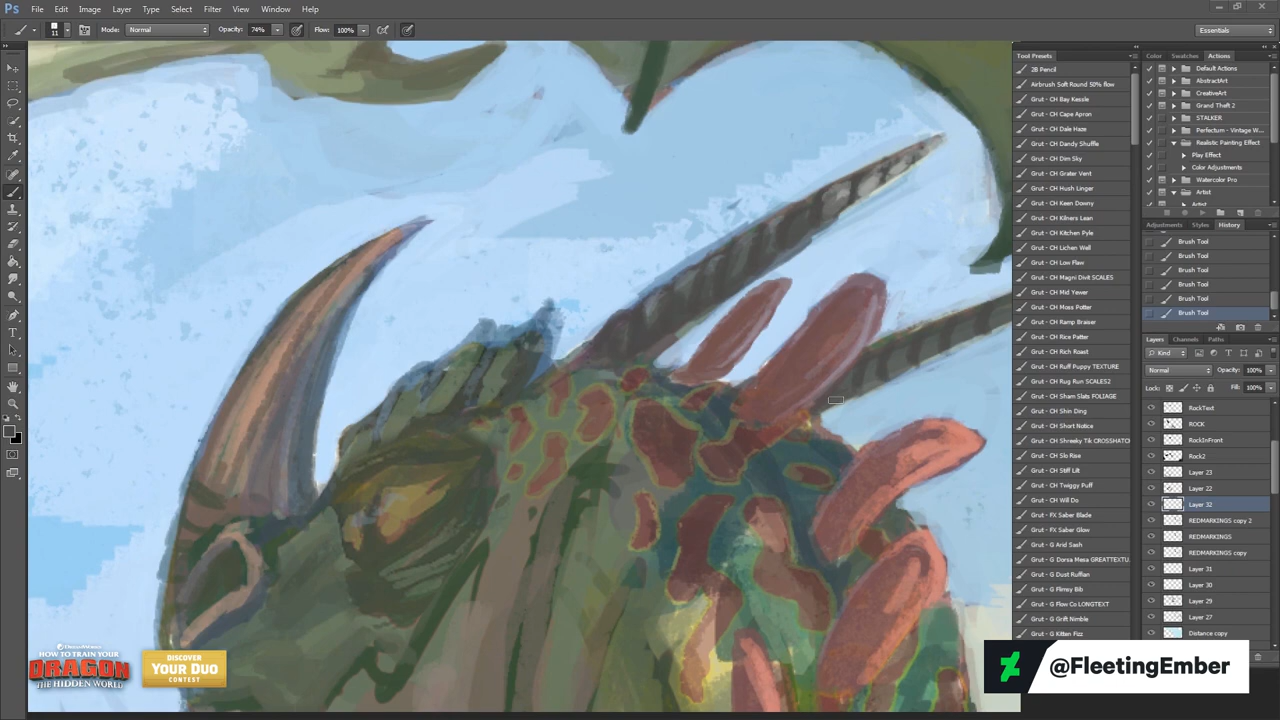 Ps File Edit Image Layer Type Select Filter View Window Help
11 Mode: Normal Opacity: 74% Flow: 100% Essentials
Tool Presets
2B Pencil
Airbrush Soft Round 50% flow
Grut - CH Bay Kessle
Grut - CH Cape Apron
Grut - CH Dale Haze
Grut - CH Dandy Shuffle
Grut - CH Dim Sky
Grut - CH Grater Vent
Grut - CH Hush Linger
Grut - CH Keen Downy
Grut - CH Kilners Lean
Grut - CH Kitchen Pyle
Grut - CH Lichen Well
Grut - CH Low Flaw
Grut - CH Magni Divit SCALES
Grut - CH Mid Yewer
Grut - CH Moss Potter
Grut - CH Ramp Braiser
Grut - CH Rice Patter
Grut - CH Rich Roast
Grut - CH Ruff Puppy TEXTURE
Grut - CH Rug Run SCALES2
Grut - CH Sham Slats FOLIAGE
Grut - CH Shin Ding
Grut - CH Short Notice
Grut - CH Shreeky Tik CROSSHATC
Grut - CH Slo Rise
Grut - CH Stiff Lilt
Grut - CH Twiggy Puff
Grut - CH Will Do
Grut - FX Saber Blade
Grut - FX Saber Glow
Grut - G Arid Sash
Grut - G Dorsa Mesa GREATTEXTU
Grut - G Dust Ruffian
Grut - G Flimsy Bib
Grut - G Flow Co LONGTEXT
Grut - G Grift Nimble
Grut - G Kitten Fizz
Color Swatches Actions
Default Actions
AbstractArt
CreativeArt
Grand Theft 2
STALKER
Perfectum - Vintage W...
Realistic Painting Effect
Play Effect
Color Adjustments
Watercolor Pro
Artist
Artist
Adjustments Styles History
Brush Tool
Brush Tool
Brush Tool
Brush Tool
Brush Tool
Brush Tool
Layers Channels Paths
Kind
Normal Opacity: 100%
Lock: Fill: 100%
RockText
ROCK
RockInFront
Rock2
Layer 23
Layer 22
Layer 32
REDMARKINGS copy 2
REDMARKINGS
REDMARKINGS copy
Layer 31
Layer 30
Layer 29
Layer 27
Distance copy
DREAMWORKS
HOW TO TRAIN YOUR
DRAGON
THE HIDDEN WORLD
DISCOVER
YOUR DUO
CONTEST
@FleetingEmber